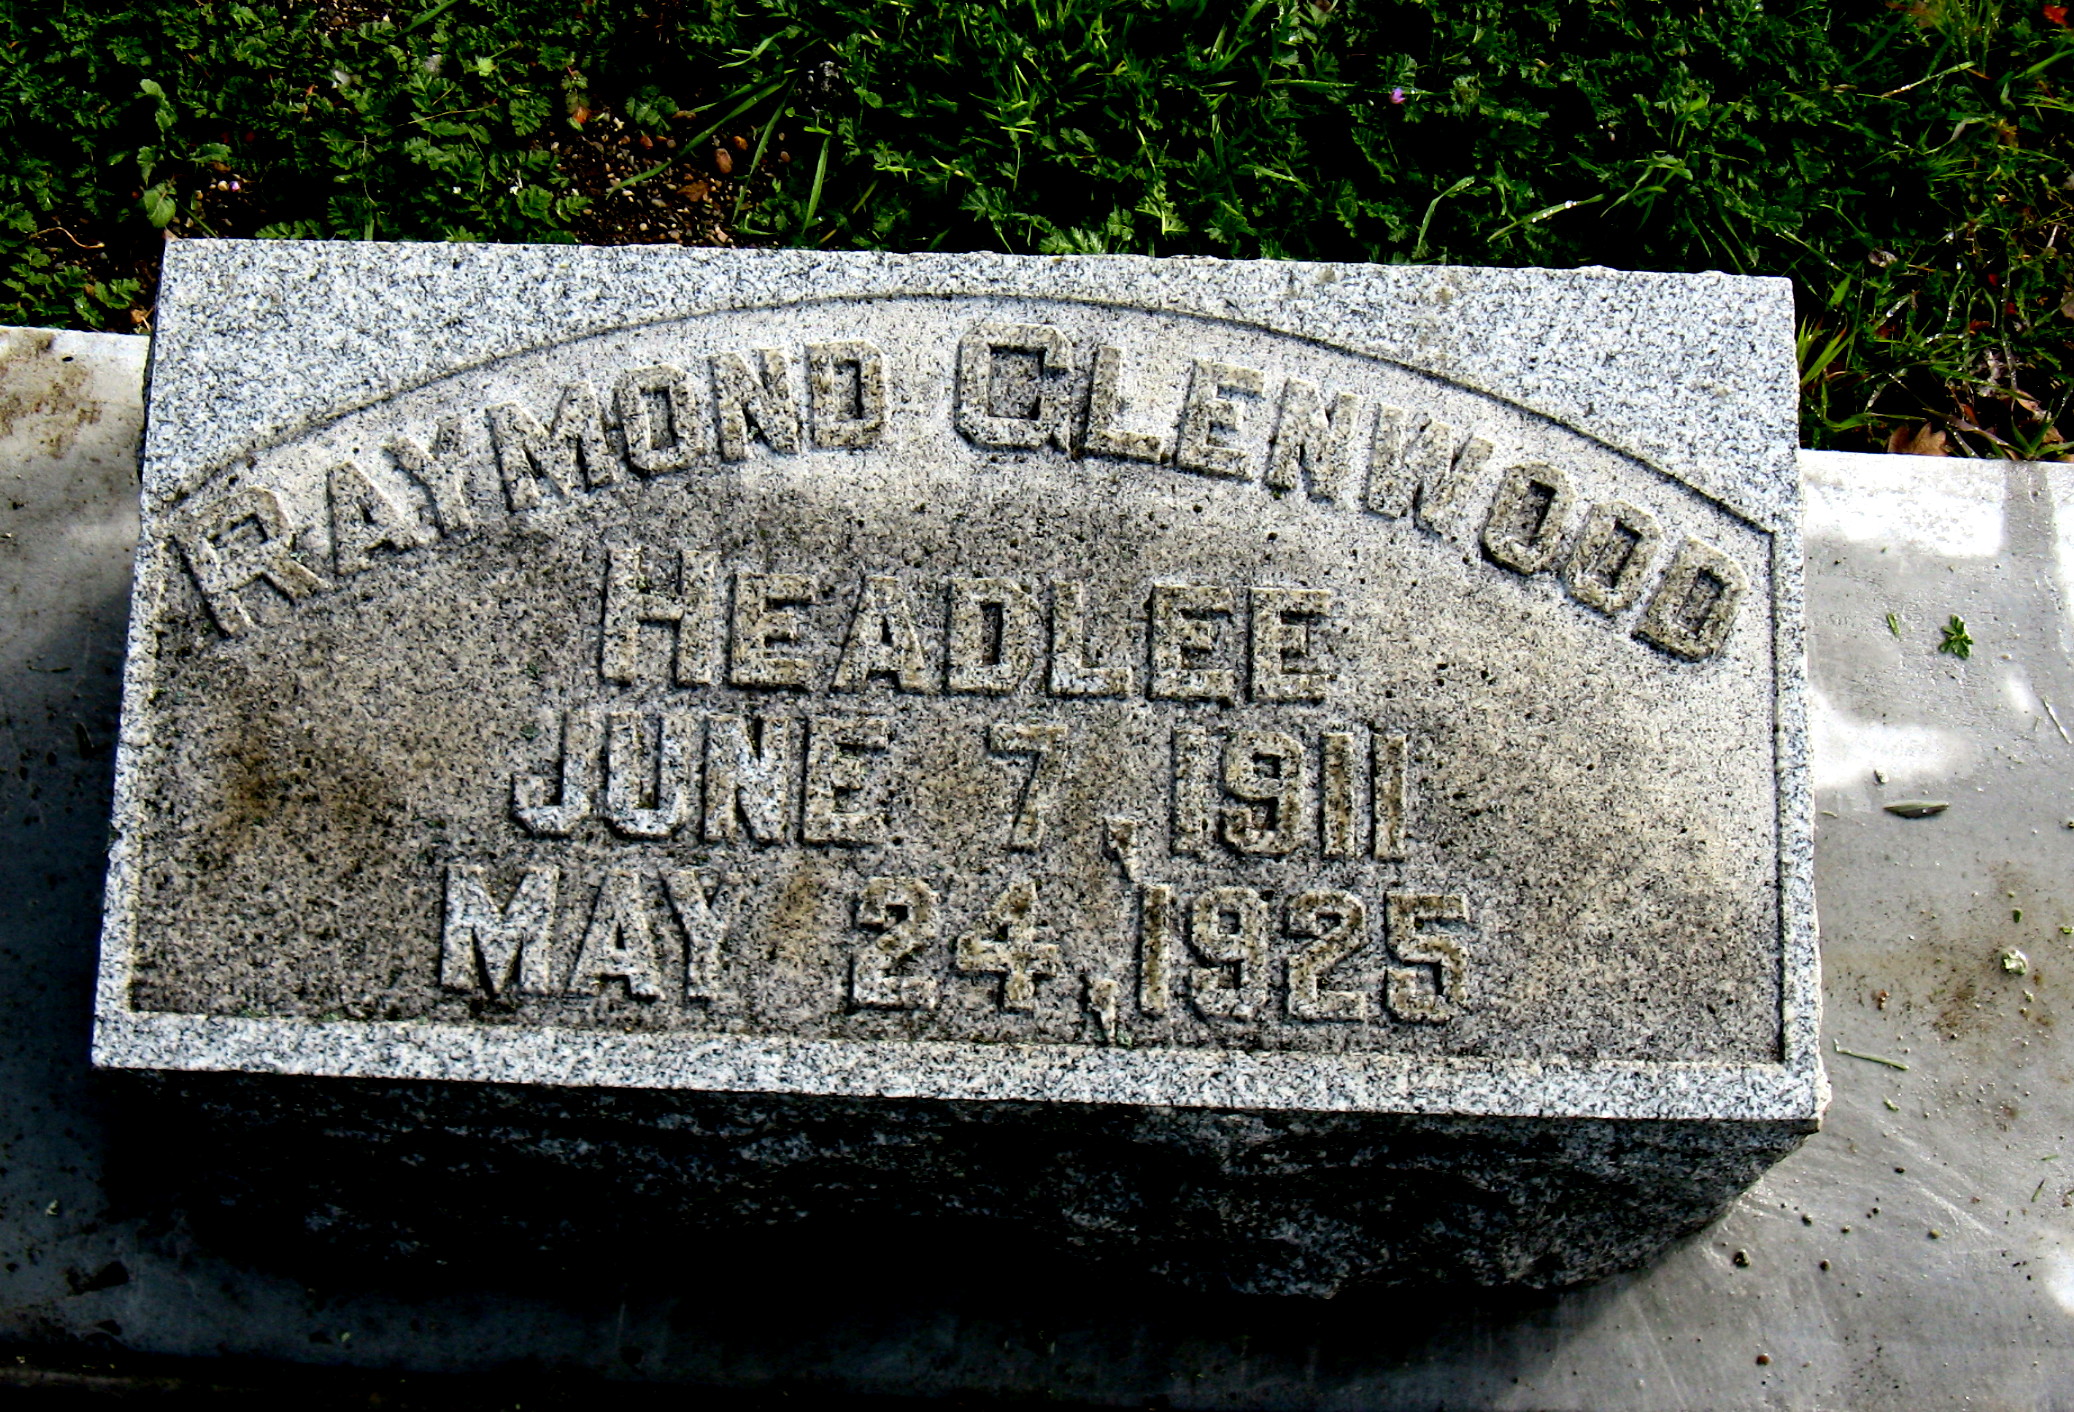 RAYMOND GLENWOOD
HEADLEE
JUNE 7, 1911
MAY 24, 1925